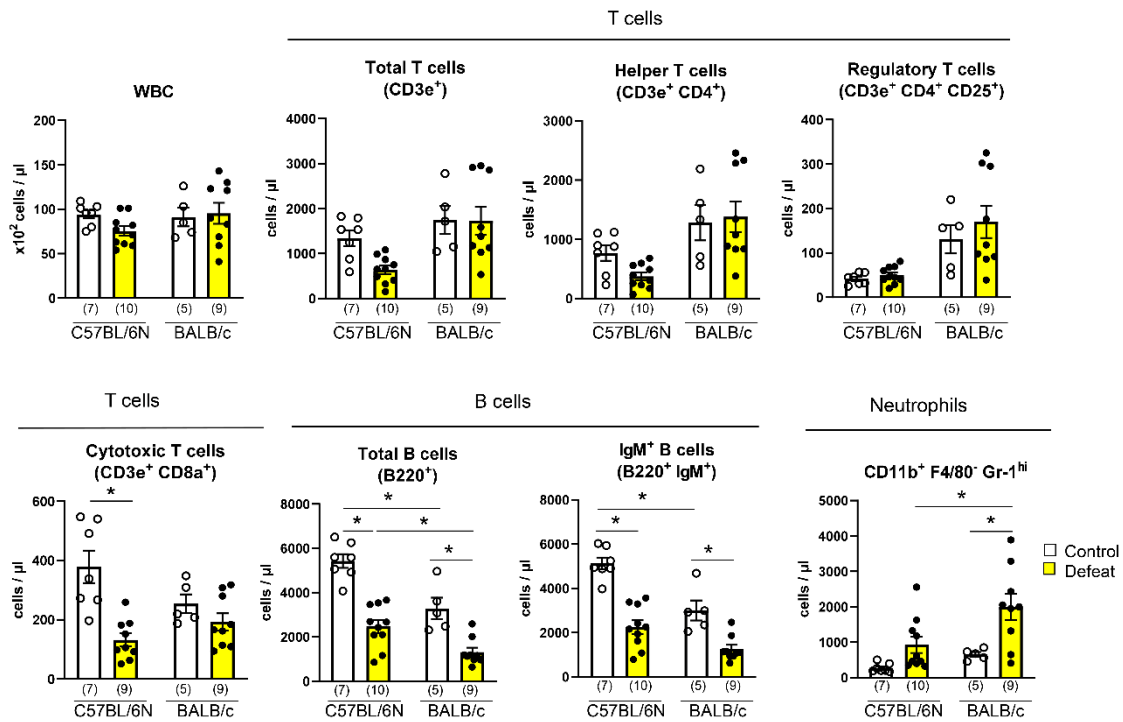 T cells
WBC
Total T cells
(CD3e⁺)
Helper T cells
(CD3e⁺ CD4⁺)
Regulatory T cells
(CD3e⁺ CD4⁺ CD25⁺)
x10² cells / µl
200
150
100
50
0
(7) (10) (5) (9)
C57BL/6N BALB/c
cells / µl
4000
3000
2000
1000
0
(7) (10) (5) (9)
C57BL/6N BALB/c
cells / µl
3000
2000
1000
0
(7) (10) (5) (9)
C57BL/6N BALB/c
cells / µl
400
300
200
100
0
(7) (10) (5) (9)
C57BL/6N BALB/c
T cells
B cells
Neutrophils
Cytotoxic T cells
(CD3e⁺ CD8a⁺)
Total B cells
(B220⁺)
IgM⁺ B cells
(B220⁺ IgM⁺)
CD11b⁺ F4/80⁻ Gr-1ʰⁱ
cells / µl
600
400
200
0
*
(7) (9) (5) (9)
C57BL/6N BALB/c
cells / µl
8000
6000
4000
2000
0
*
* *
*
(7) (10) (5) (9)
C57BL/6N BALB/c
cells / µl
8000
6000
4000
2000
0
*
*
*
(7) (10) (5) (9)
C57BL/6N BALB/c
cells / µl
5000
4000
3000
2000
1000
0
*
*
(7) (10) (5) (9)
C57BL/6N BALB/c
Control
Defeat